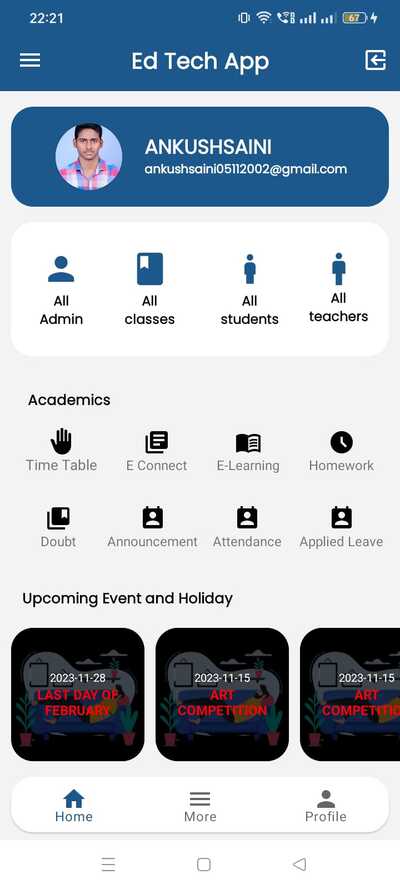 22:21
67
Ed Tech App
ANKUSHSAINI
ankushsaini05112002@gmail.com
All
Admin
All
classes
All
students
All
teachers
Academics
Time Table
E Connect
E-Learning
Homework
Doubt
Announcement
Attendance
Applied Leave
Upcoming Event and Holiday
2023-11-28
LAST DAY OF
FEBRUARY
2023-11-15
ART
COMPETITION
2023-11-15
ART
COMPETITIO
Home
More
Profile